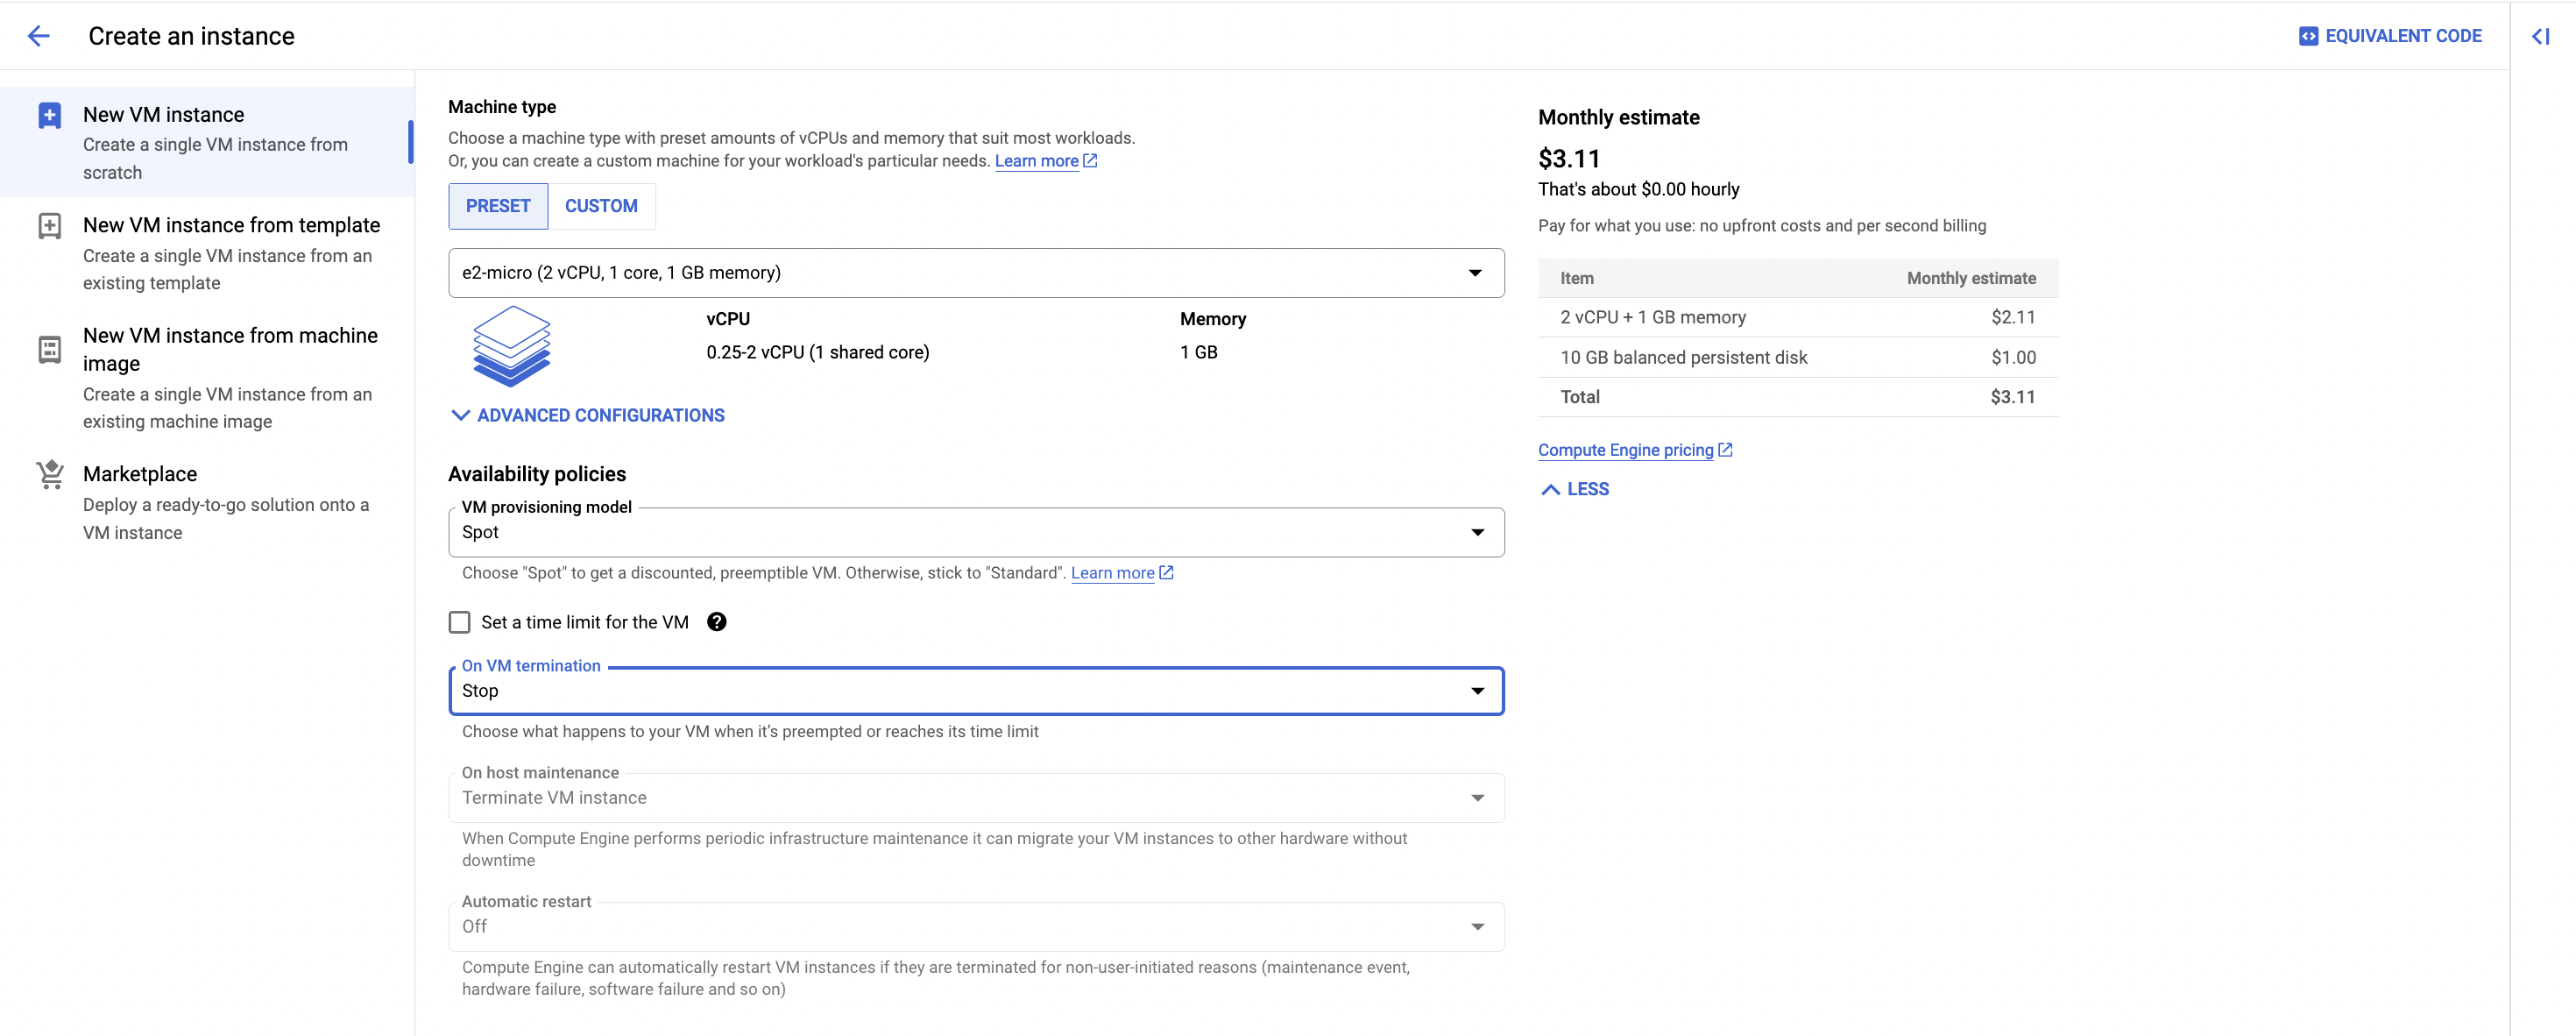 Create an instance
EQUIVALENT CODE
New VM instance
Create a single VM instance from
scratch
New VM instance from template
Create a single VM instance from an
existing template
New VM instance from machine
image
Create a single VM instance from an
existing machine image
Marketplace
Deploy a ready-to-go solution onto a
VM instance
Machine type
Choose a machine type with preset amounts of vCPUs and memory that suit most workloads.
Or, you can create a custom machine for your workload's particular needs. Learn more
PRESET CUSTOM
e2-micro (2 vCPU, 1 core, 1 GB memory)
vCPU Memory
0.25-2 vCPU (1 shared core) 1 GB
ADVANCED CONFIGURATIONS
Availability policies
VM provisioning model
Spot
Choose "Spot" to get a discounted, preemptible VM. Otherwise, stick to "Standard". Learn more
Set a time limit for the VM
On VM termination
Stop
Choose what happens to your VM when it’s preempted or reaches its time limit
On host maintenance
Terminate VM instance
When Compute Engine performs periodic infrastructure maintenance it can migrate your VM instances to other hardware without
downtime
Automatic restart
Off
Compute Engine can automatically restart VM instances if they are terminated for non-user-initiated reasons (maintenance event,
hardware failure, software failure and so on)
Monthly estimate
$3.11
That's about $0.00 hourly
Pay for what you use: no upfront costs and per second billing
Item Monthly estimate
2 vCPU + 1 GB memory $2.11
10 GB balanced persistent disk $1.00
Total $3.11
Compute Engine pricing
LESS